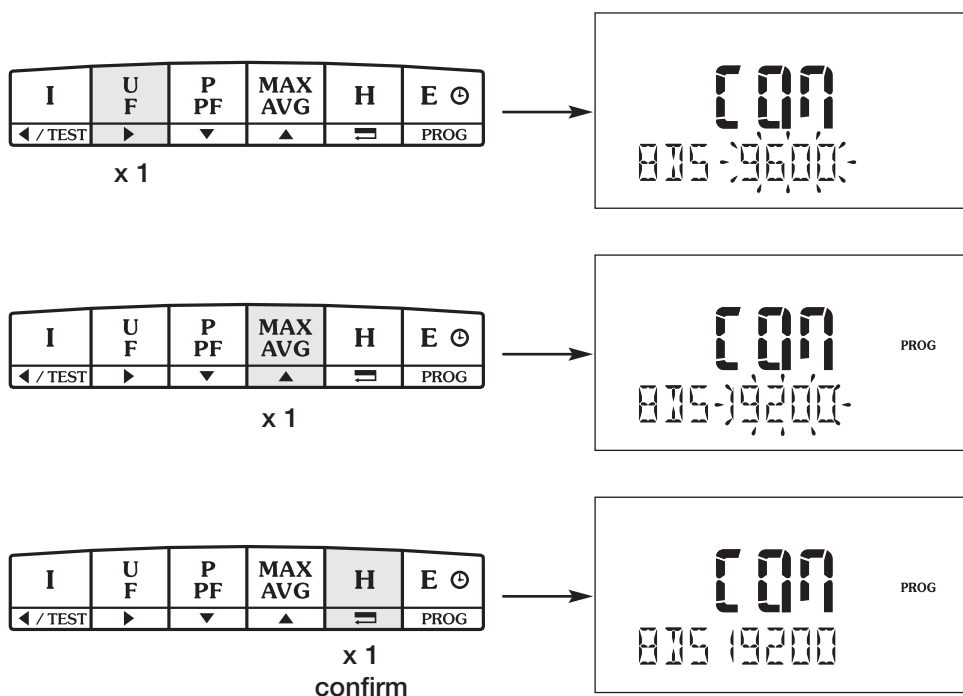 I U F P PF MAX AVG H E
/ TEST PROG
x 1
COM
BDS 9600
I U F P PF MAX AVG H E
/ TEST PROG
x 1
COM PROG
BDS 19200
I U F P PF MAX AVG H E
/ TEST PROG
x 1
confirm
COM PROG
BDS 19200